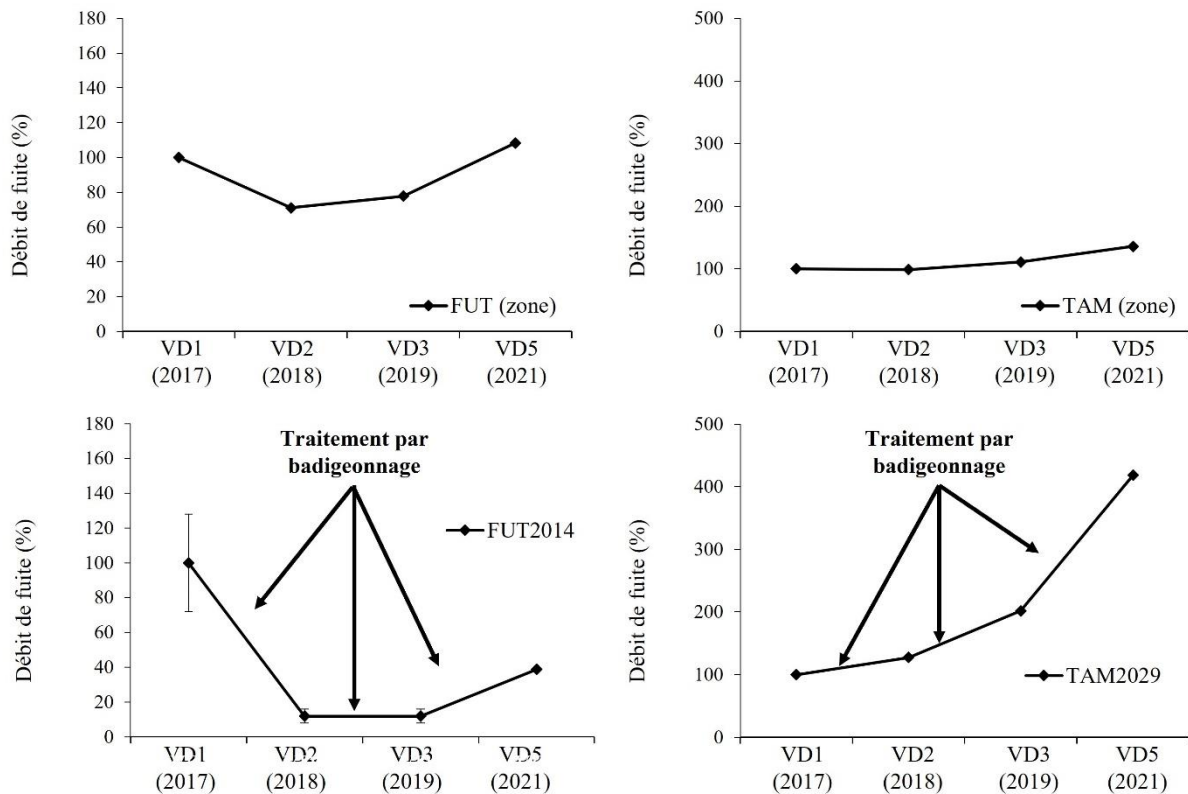 Débit de fuite (%)
180
160
140
120
100
80
60
40
20
0
FUT (zone)
VD1 VD2 VD3 VD5
(2017) (2018) (2019) (2021)
Débit de fuite (%)
500
400
300
200
100
0
TAM (zone)
VD1 VD2 VD3 VD5
(2017) (2018) (2019) (2021)
Débit de fuite (%)
180
160
140
120
100
80
60
40
20
0
Traitement par
badigeonnage
FUT2014
VD1 VD2 VD3 VD5
(2017) (2018) (2019) (2021)
Débit de fuite (%)
500
400
300
200
100
0
Traitement par
badigeonnage
TAM2029
VD1 VD2 VD3 VD5
(2017) (2018) (2019) (2021)